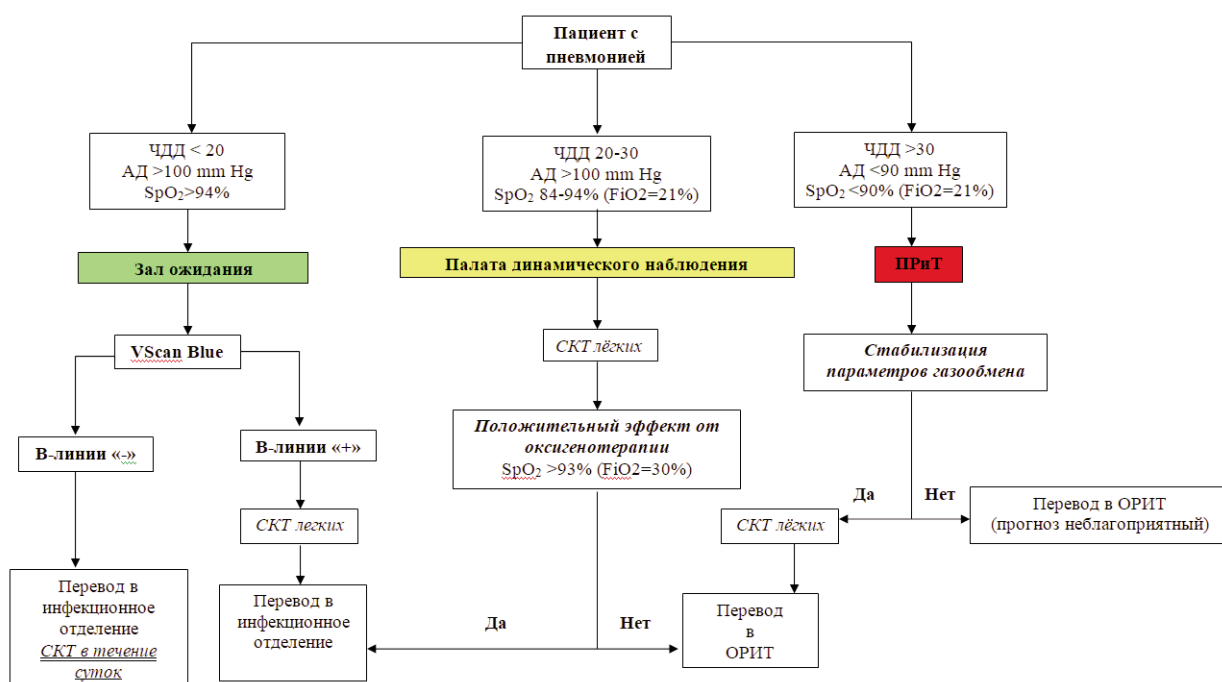 Пациент с
пневмонией
ЧДД < 20
АД >100 mm Hg
SpO₂>94%
ЧДД 20-30
АД >100 mm Hg
SpO₂ 84-94% (FiO2=21%)
ЧДД >30
АД <90 mm Hg
SpO₂ <90% (FiO2=21%)
Зал ожидания
Палата динамического наблюдения
ПРиТ
VScan Blue
СКТ лёгких
Стабилизация
параметров газообмена
В-линии «-»
В-линии «+»
Положительный эффект от
оксигенотерапии
SpO₂ >93% (FiO2=30%)
Да
Нет
СКТ легких
СКТ лёгких
Перевод в ОРИТ
(прогноз неблагоприятный)
Перевод в
инфекционное
отделение
СКТ в течение
суток
Перевод в
инфекционное
отделение
Да
Нет
Перевод
в
ОРИТ